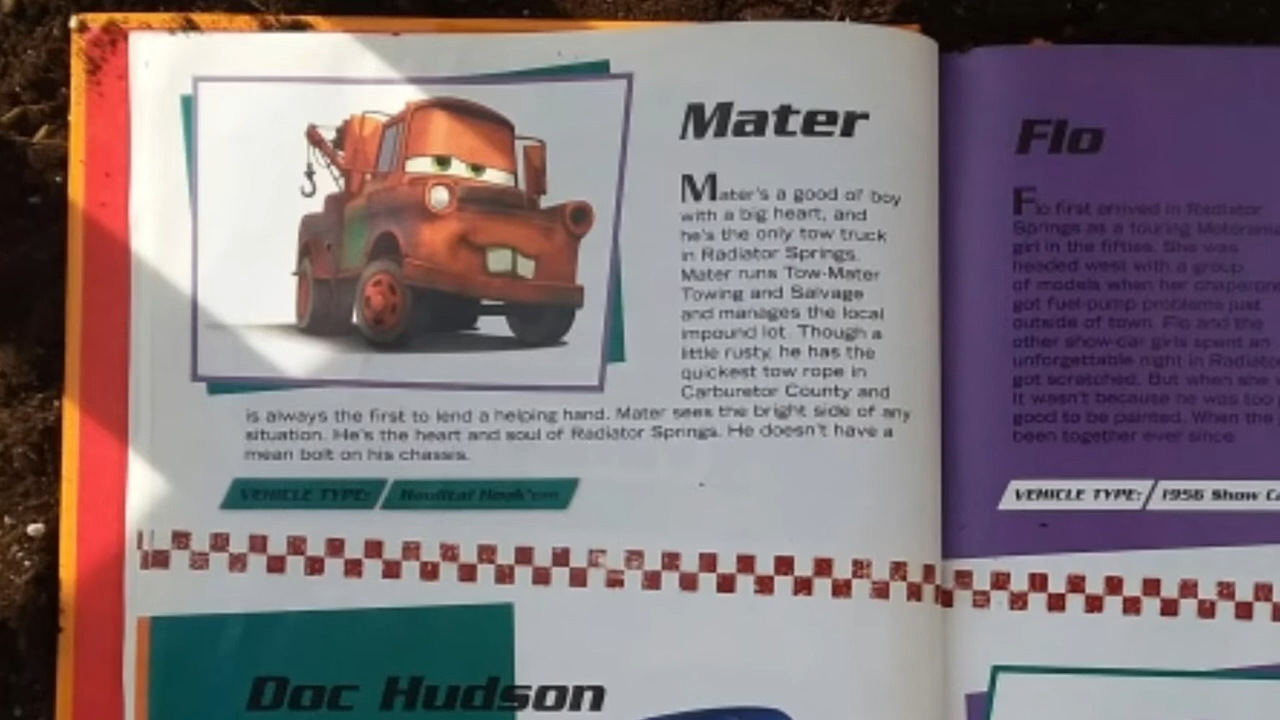 Mater
Mater's a good ol' boy
with a big heart, and
he's the only tow truck
in Radiator Springs.
Mater runs Tow-Mater
Towing and Salvage
and manages the local
impound lot. Though a
little rusty, he has the
quickest tow rope in
Carburetor County and
is always the first to lend a helping hand. Mater sees the bright side of any
situation. He's the heart and soul of Radiator Springs. He doesn't have a
mean bolt on his chassis.
VEHICLE TYPE:
Doc Hudson
Flo
Flo first arrived in Radiator
Springs as a touring Motorama
girl in the fifties. She was
headed west with a group
of models when her chaperone
got fuel-pump problems just
outside of town. Flo and the
other show-car girls spent an
unforgettable night in Radiator
got scratched. But when she
it wasn't because he was too
good to be painted. When the
been together ever since.
VEHICLE TYPE: 1956 Show